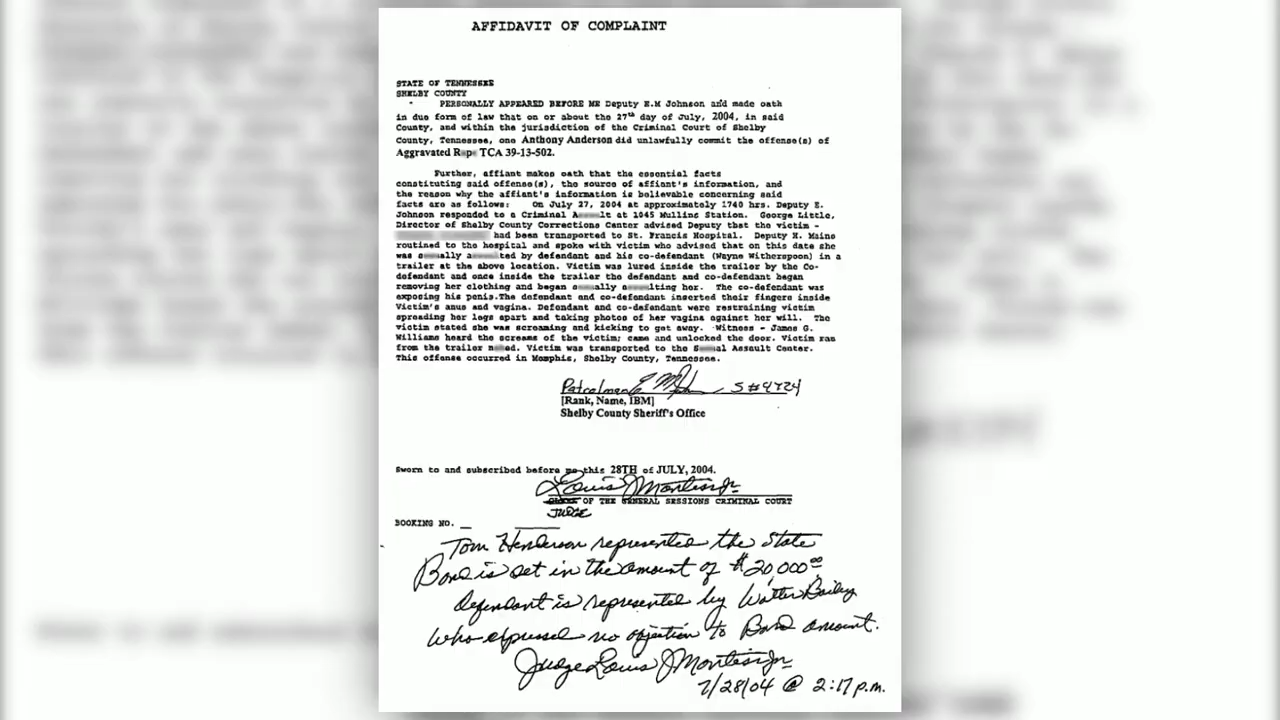 AFFIDAVIT OF COMPLAINT
STATE OF TENNESSEE
SHELBY COUNTY
PERSONALLY APPEARED BEFORE ME Deputy E.M Johnson and made oath
in due form of law that on or about the 27th day of July, 2004, in said
County, and within the jurisdiction of the Criminal Court of Shelby
County, Tennessee, one Anthony Anderson did unlawfully commit the offense(s) of
Aggravated TCA 39-13-502.
Further, affiant makes oath that the essential facts
constituting said offense(s), the source of affiant's information, and
the reason why the affiant's information is believable concerning said
facts are as follows: On July 27, 2004 at approximately 1740 hrs. Deputy E.
Johnson responded to a Criminal at 1045 Mullins Station. George Little,
Director of Shelby County Corrections Center advised Deputy that the victim -
had been transported to St. Francis Hospital. Deputy H. Mains
routined to the hospital and spoke with victim who advised that on this date she
was by defendant and his co-defendant (Wayne Witherspoon) in a
trailer at the above location. Victim was lured inside the trailer by the Co-
defendant and once inside the trailer the defendant and co-defendant began
removing her clothing and began her. The co-defendant was
exposing his penis.The defendant and co-defendant inserted their fingers inside
Victim's anus and vagina. Defendant and co-defendant were restraining victim
spreading her legs apart and taking photos of her vagina against her will. The
victim stated she was screaming and kicking to get away. Witness - James G.
Williams heard the screams of the victim; came and unlocked the door. Victim ran
from the trailer. Victim was transported to the Assault Center.
This offense occurred in Memphis, Shelby County, Tennessee.
Patrolman E M S#4724
[Rank, Name, IBM]
Shelby County Sheriff's Office
Sworn to and subscribed before me this 28TH of JULY, 2004.
Louis J Montesi Jr
OF THE GENERAL SESSIONS CRIMINAL COURT
JUDGE
BOOKING NO.
Tom Henderson represented the State
Bond is set in the amount of $20,000.00
defendant is represented by Walter Bailey
who expressed no objection to Bond amount.
Judge Louis J Montesi Jr
7/28/04 @ 2:17 p.m.